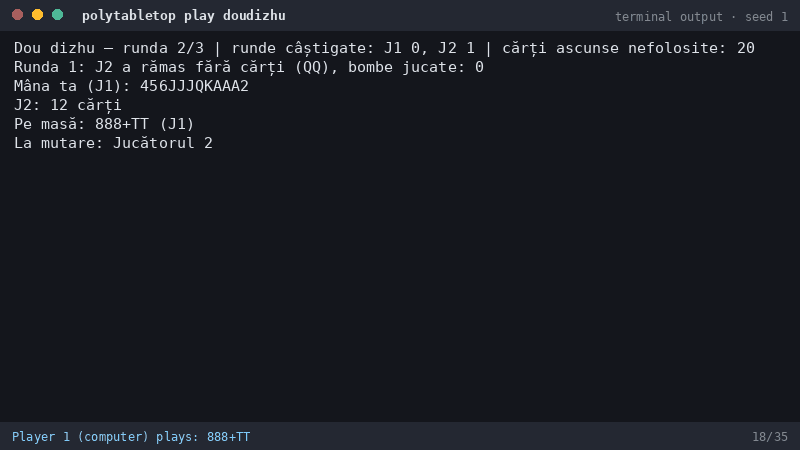 polytabletop play doudizhu
terminal output · seed 1
Dou dizhu — runda 2/3 | runde câștigate: J1 0, J2 1 | cărți ascunse nefolosite: 20
Runda 1: J2 a rămas fără cărți (QQ), bombe jucate: 0
Mâna ta (J1): 456JJJQKAAA2
J2: 12 cărți
Pe masă: 888+TT (J1)
La mutare: Jucătorul 2
Player 1 (computer) plays: 888+TT
18/35